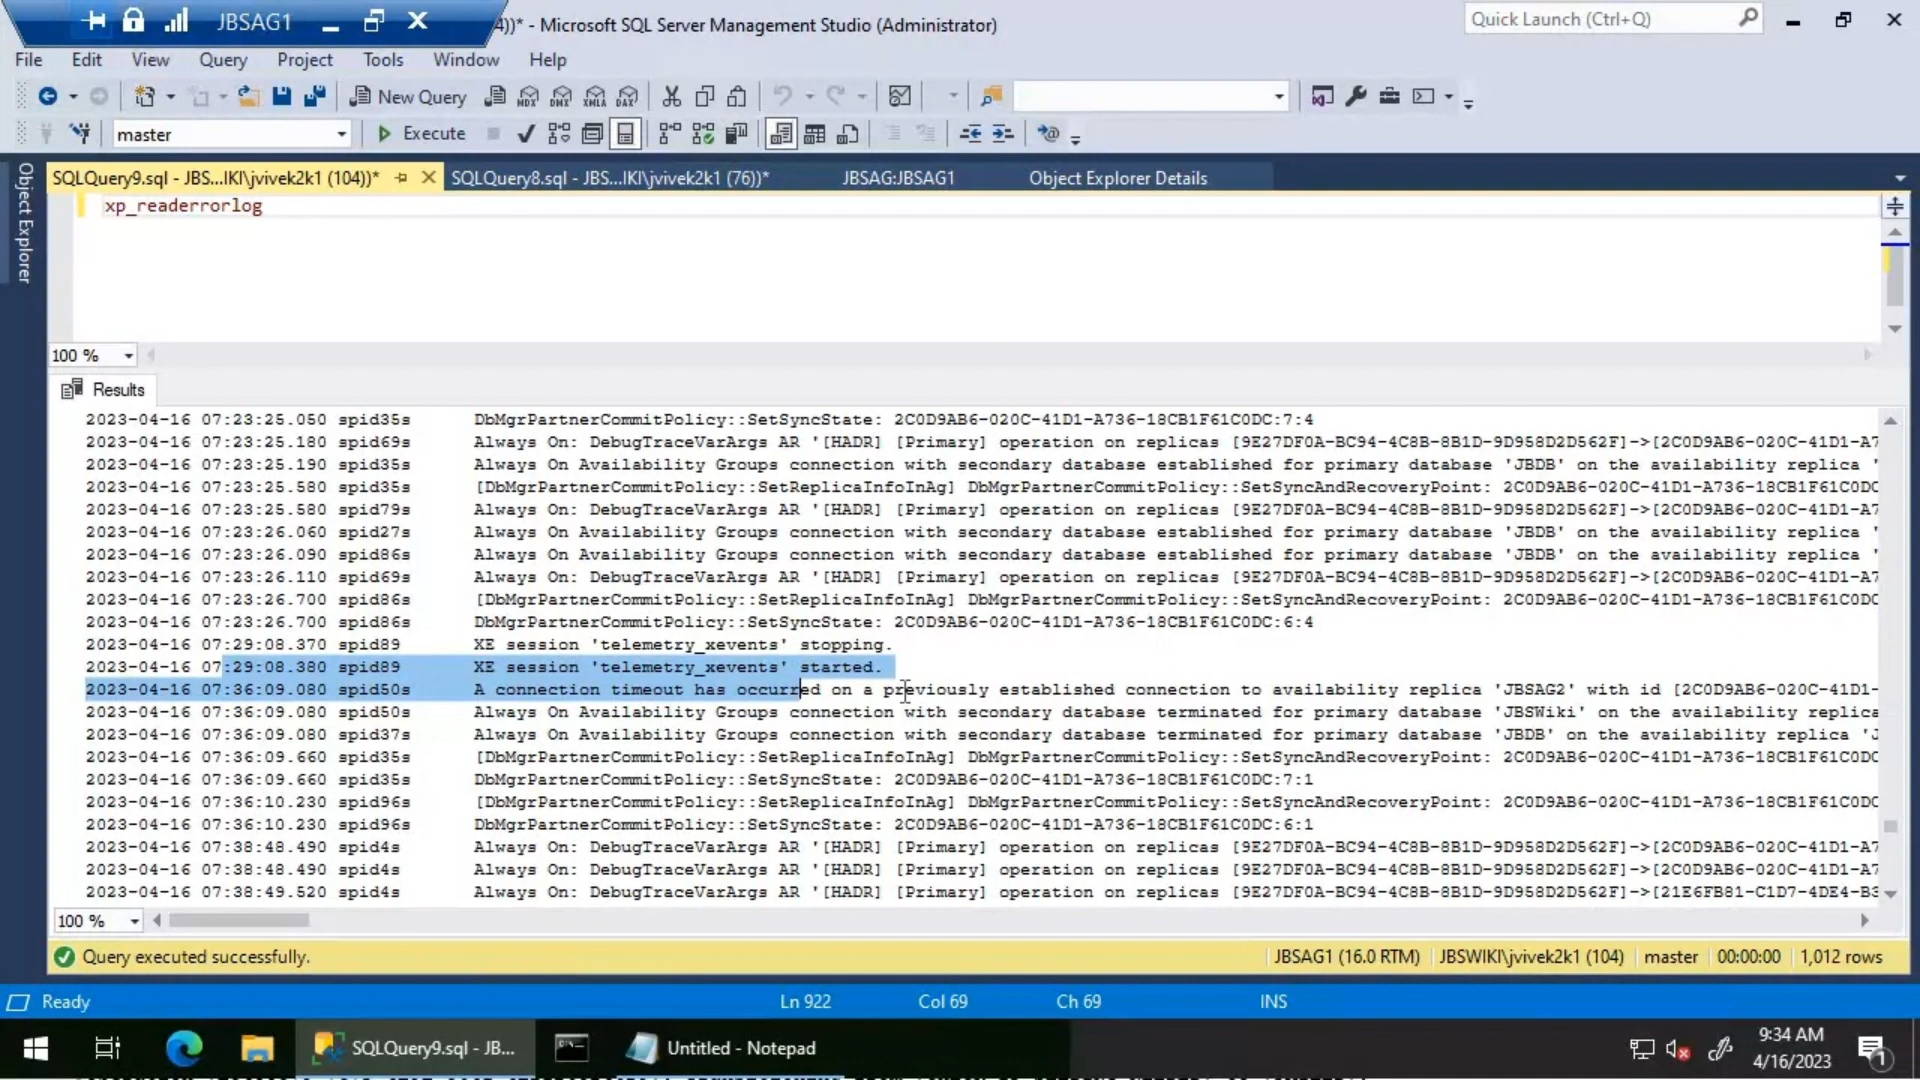 JBSAG1
4))* - Microsoft SQL Server Management Studio (Administrator)
Quick Launch (Ctrl+Q)
File Edit View Query Project Tools Window Help
New Query
MDX DMX XMLA DAX
master
Execute
Object Explorer
SQLQuery9.sql - JBS...IKI\jvivek2k1 (104))*
SQLQuery8.sql - JBS...IKI\jvivek2k1 (76))*
JBSAG:JBSAG1
Object Explorer Details
xp_readerrorlog
100 %
Results
2023-04-16 07:23:25.050 spid35s DbMgrPartnerCommitPolicy::SetSyncState: 2C0D9AB6-020C-41D1-A736-18CB1F61C0DC:7:4
2023-04-16 07:23:25.180 spid69s Always On: DebugTraceVarArgs AR '[HADR] [Primary] operation on replicas [9E27DF0A-BC94-4C8B-8B1D-9D958D2D562F]->[2C0D9AB6-020C-41D1-A7
2023-04-16 07:23:25.190 spid35s Always On Availability Groups connection with secondary database established for primary database 'JBDB' on the availability replica '
2023-04-16 07:23:25.580 spid35s [DbMgrPartnerCommitPolicy::SetReplicaInfoInAg] DbMgrPartnerCommitPolicy::SetSyncAndRecoveryPoint: 2C0D9AB6-020C-41D1-A736-18CB1F61C0DC
2023-04-16 07:23:25.580 spid79s Always On: DebugTraceVarArgs AR '[HADR] [Primary] operation on replicas [9E27DF0A-BC94-4C8B-8B1D-9D958D2D562F]->[2C0D9AB6-020C-41D1-A7
2023-04-16 07:23:26.060 spid27s Always On Availability Groups connection with secondary database established for primary database 'JBDB' on the availability replica '
2023-04-16 07:23:26.090 spid86s Always On Availability Groups connection with secondary database established for primary database 'JBDB' on the availability replica '
2023-04-16 07:23:26.110 spid69s Always On: DebugTraceVarArgs AR '[HADR] [Primary] operation on replicas [9E27DF0A-BC94-4C8B-8B1D-9D958D2D562F]->[2C0D9AB6-020C-41D1-A7
2023-04-16 07:23:26.700 spid86s [DbMgrPartnerCommitPolicy::SetReplicaInfoInAg] DbMgrPartnerCommitPolicy::SetSyncAndRecoveryPoint: 2C0D9AB6-020C-41D1-A736-18CB1F61C0DC
2023-04-16 07:23:26.700 spid86s DbMgrPartnerCommitPolicy::SetSyncState: 2C0D9AB6-020C-41D1-A736-18CB1F61C0DC:6:4
2023-04-16 07:29:08.370 spid89 XE session 'telemetry_xevents' stopping.
2023-04-16 07:29:08.380 spid89 XE session 'telemetry_xevents' started.
2023-04-16 07:36:09.080 spid50s A connection timeout has occurred on a previously established connection to availability replica 'JBSAG2' with id [2C0D9AB6-020C-41D1-
2023-04-16 07:36:09.080 spid50s Always On Availability Groups connection with secondary database terminated for primary database 'JBSWiki' on the availability replica
2023-04-16 07:36:09.080 spid37s Always On Availability Groups connection with secondary database terminated for primary database 'JBDB' on the availability replica 'J
2023-04-16 07:36:09.660 spid35s [DbMgrPartnerCommitPolicy::SetReplicaInfoInAg] DbMgrPartnerCommitPolicy::SetSyncAndRecoveryPoint: 2C0D9AB6-020C-41D1-A736-18CB1F61C0DC
2023-04-16 07:36:09.660 spid35s DbMgrPartnerCommitPolicy::SetSyncState: 2C0D9AB6-020C-41D1-A736-18CB1F61C0DC:7:1
2023-04-16 07:36:10.230 spid96s [DbMgrPartnerCommitPolicy::SetReplicaInfoInAg] DbMgrPartnerCommitPolicy::SetSyncAndRecoveryPoint: 2C0D9AB6-020C-41D1-A736-18CB1F61C0DC
2023-04-16 07:36:10.230 spid96s DbMgrPartnerCommitPolicy::SetSyncState: 2C0D9AB6-020C-41D1-A736-18CB1F61C0DC:6:1
2023-04-16 07:38:48.490 spid4s Always On: DebugTraceVarArgs AR '[HADR] [Primary] operation on replicas [9E27DF0A-BC94-4C8B-8B1D-9D958D2D562F]->[2C0D9AB6-020C-41D1-A7
2023-04-16 07:38:48.490 spid4s Always On: DebugTraceVarArgs AR '[HADR] [Primary] operation on replicas [9E27DF0A-BC94-4C8B-8B1D-9D958D2D562F]->[2C0D9AB6-020C-41D1-A7
2023-04-16 07:38:49.520 spid4s Always On: DebugTraceVarArgs AR '[HADR] [Primary] operation on replicas [9E27DF0A-BC94-4C8B-8B1D-9D958D2D562F]->[21E6FB81-C1D7-4DE4-B3
100 %
Query executed successfully.
JBSAG1 (16.0 RTM) JBSWIKI\jvivek2k1 (104) master 00:00:00 1,012 rows
Ready Ln 922 Col 69 Ch 69 INS
SQLQuery9.sql - JB...
Untitled - Notepad
9:34 AM
4/16/2023
1